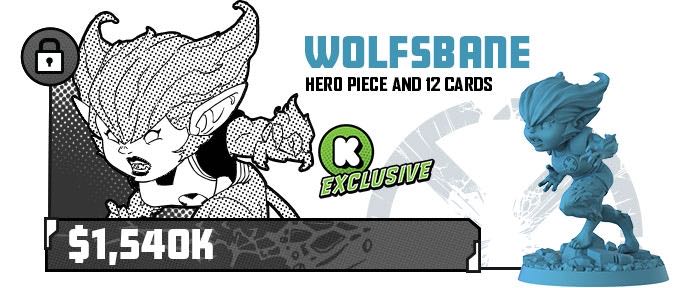 WOLFSBANE
HERO PIECE AND 12 CARDS
K
EXCLUSIVE
$1,540K